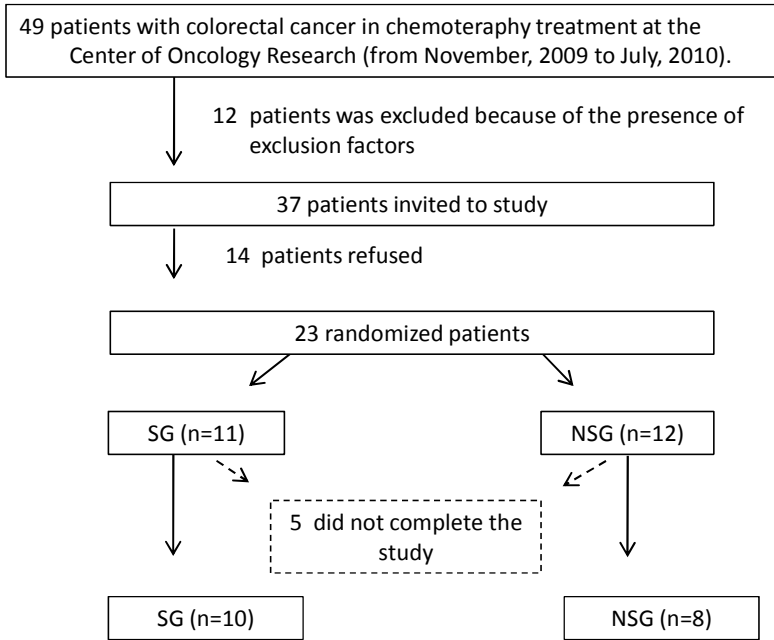 49 patients with colorectal cancer in chemoteraphy treatment at the
Center of Oncology Research (from November, 2009 to July, 2010).
12 patients was excluded because of the presence of
exclusion factors
37 patients invited to study
14 patients refused
23 randomized patients
SG (n=11)
NSG (n=12)
5 did not complete the
study
SG (n=10)
NSG (n=8)